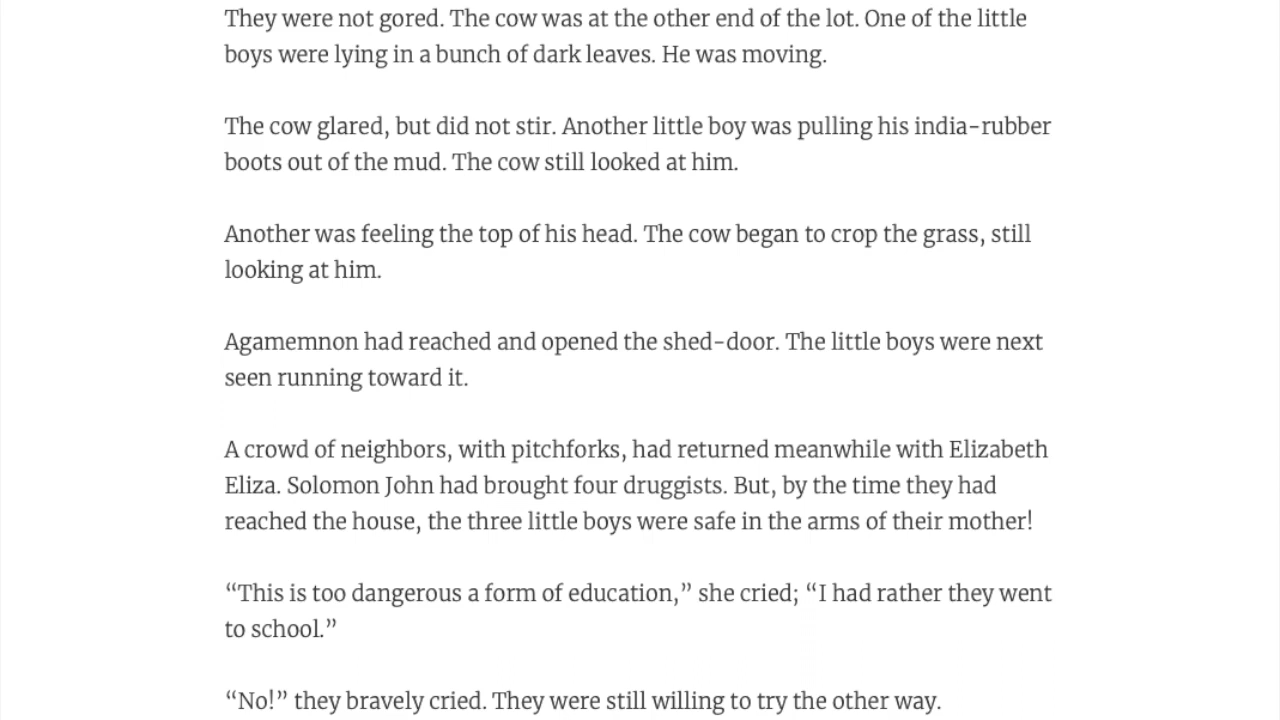 They were not gored. The cow was at the other end of the lot. One of the little
boys were lying in a bunch of dark leaves. He was moving.
The cow glared, but did not stir. Another little boy was pulling his india-rubber
boots out of the mud. The cow still looked at him.
Another was feeling the top of his head. The cow began to crop the grass, still
looking at him.
Agamemnon had reached and opened the shed-door. The little boys were next
seen running toward it.
A crowd of neighbors, with pitchforks, had returned meanwhile with Elizabeth
Eliza. Solomon John had brought four druggists. But, by the time they had
reached the house, the three little boys were safe in the arms of their mother!
“This is too dangerous a form of education,” she cried; “I had rather they went
to school.”
“No!” they bravely cried. They were still willing to try the other way.